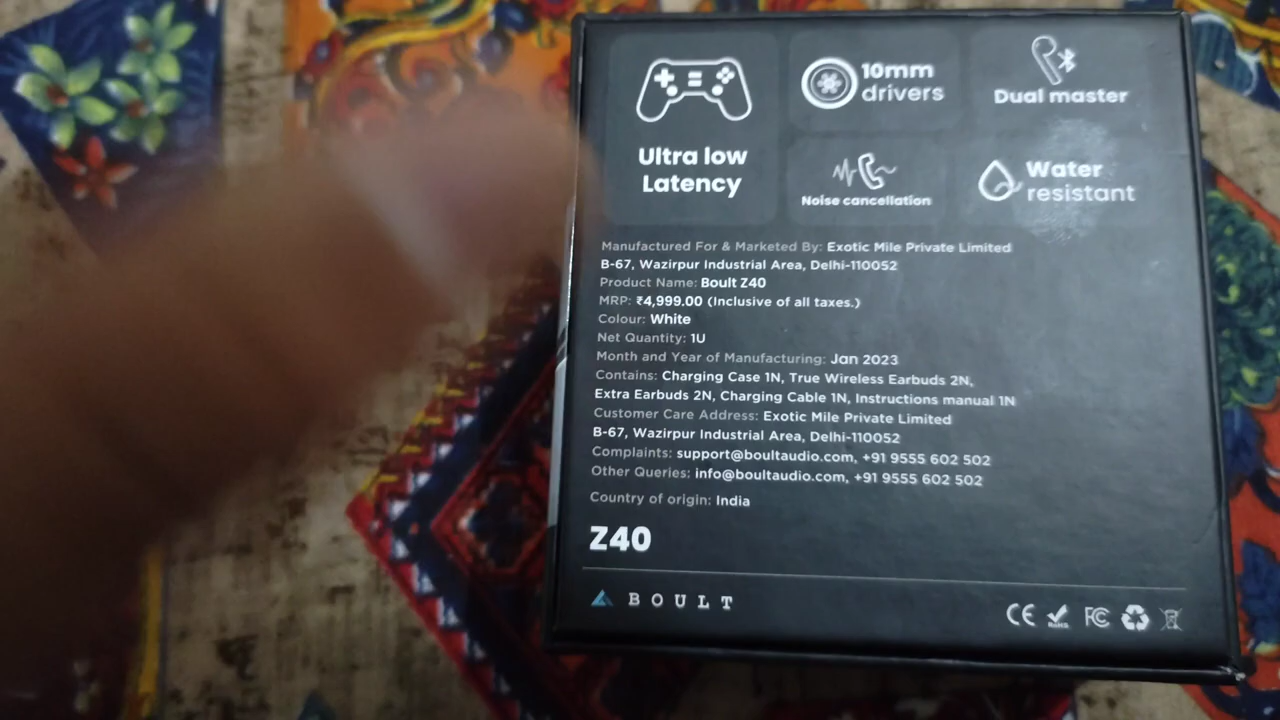 Ultra low
Latency
10mm
drivers
Dual master
Noise cancellation
Water
resistant
Manufactured For & Marketed By: Exotic Mile Private Limited
B-67, Wazirpur Industrial Area, Delhi-110052
Product Name: Boult Z40
MRP: ₹4,999.00 (Inclusive of all taxes.)
Colour: White
Net Quantity: 1U
Month and Year of Manufacturing: Jan 2023
Contains: Charging Case 1N, True Wireless Earbuds 2N,
Extra Earbuds 2N, Charging Cable 1N, Instructions manual 1N
Customer Care Address: Exotic Mile Private Limited
B-67, Wazirpur Industrial Area, Delhi-110052
Complaints: support@boultaudio.com, +91 9555 602 502
Other Queries: info@boultaudio.com, +91 9555 602 502
Country of origin: India
Z40
BOULT
CE RoHS FC